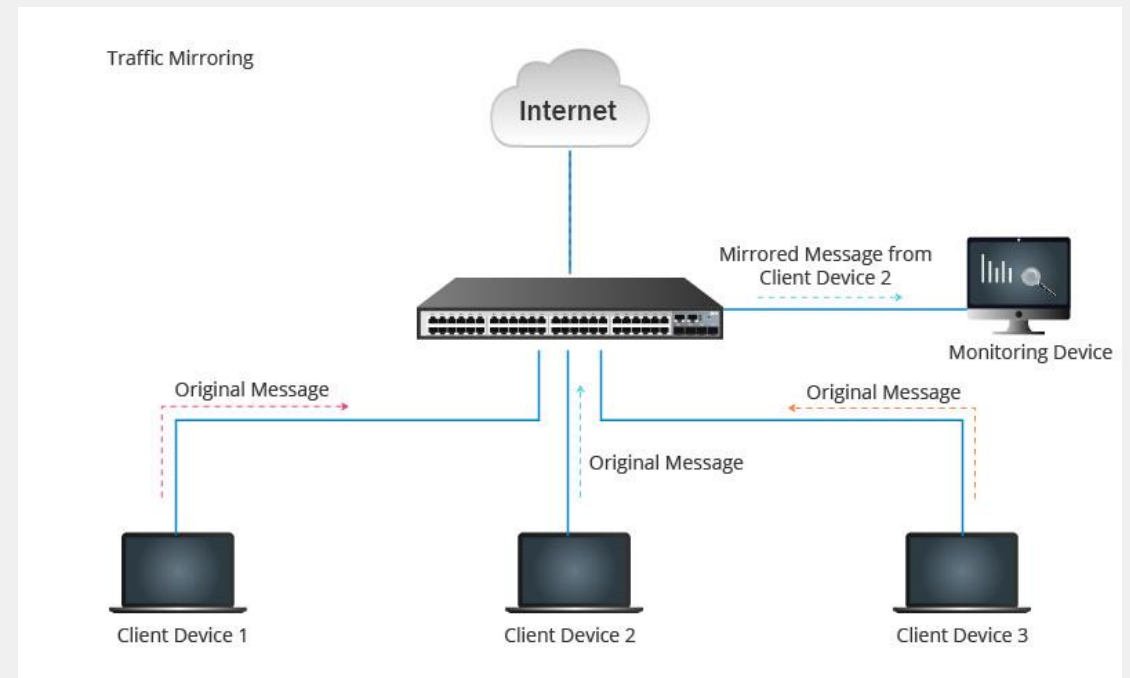 Traffic Mirroring
Internet
Mirrored Message from
Client Device 2
Monitoring Device
Original Message
Original Message
Original Message
Client Device 1
Client Device 2
Client Device 3